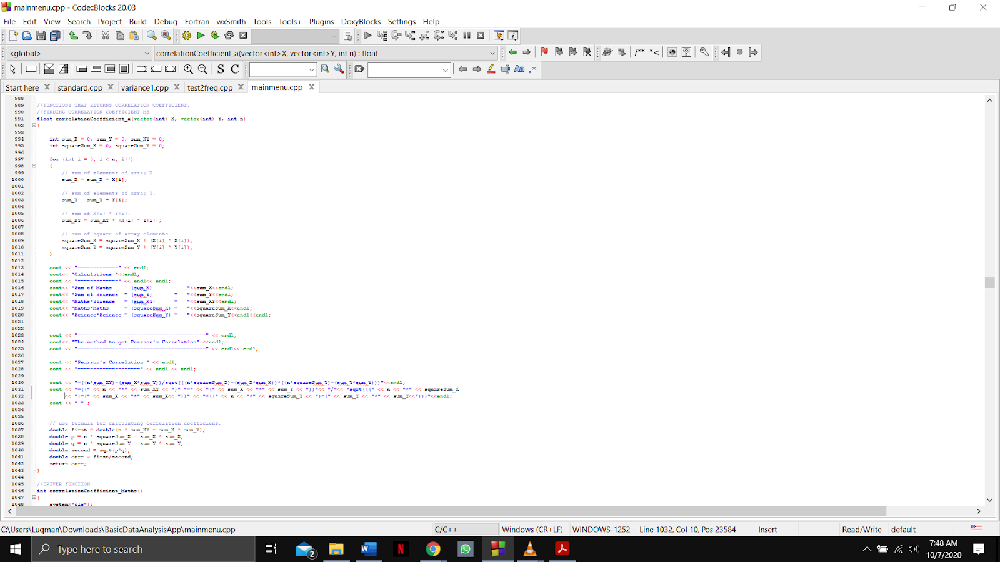 mainmenu.cpp - Code::Blocks 20.03
File Edit View Search Project Build Debug Fortran wxSmith Tools Tools+ Plugins DoxyBlocks Settings Help
<global> correlationCoefficient_a(vector<int>X, vector<int>Y, int n) : float
/** *<
S C
Aa .*
Start here standard.cpp variance1.cpp test2freq.cpp mainmenu.cpp
988
989 //FUNCTIONS THAT RETURNS CORRELATION COEFFICIENT.
990 //FINDING CORRELATION COEFFICIENT MS
991 float correlationCoefficient_a(vector<int> X, vector<int> Y, int n)
992 {
993
994 int sum_X = 0, sum_Y = 0, sum_XY = 0;
995 int squareSum_X = 0, squareSum_Y = 0;
996
997 for (int i = 0; i < n; i++)
998 {
999 // sum of elements of array X.
1000 sum_X = sum_X + X[i];
1001
1002 // sum of elements of array Y.
1003 sum_Y = sum_Y + Y[i];
1004
1005 // sum of X[i] * Y[i].
1006 sum_XY = sum_XY + (X[i] * Y[i]);
1007
1008 // sum of square of array elements.
1009 squareSum_X = squareSum_X + (X[i] * X[i]);
1010 squareSum_Y = squareSum_Y + (Y[i] * Y[i]);
1011 }
1012
1013 cout << "-------------" << endl;
1014 cout<< "Calculations "<<endl;
1015 cout << "-------------" << endl<< endl;
1016 cout<< "Sum of Maths = (sum_X) = "<<sum_X<<endl;
1017 cout<< "Sum of Science = (sum_Y) = "<<sum_Y<<endl;
1018 cout<< "Maths*Science = (sum_XY) = "<<sum_XY<<endl;
1019 cout<< "Maths*Maths = (squareSum_X) = "<<squareSum_X<<endl;
1020 cout<< "Science*Science = (squareSum_Y) = "<<squareSum_Y<<endl<<endl;
1021
1022
1023 cout << "-----------------------------------------" << endl;
1024 cout<< "The method to get Pearson's Correlation" <<endl;
1025 cout << "-----------------------------------------" << endl<< endl;
1026
1027 cout << "Pearson's Correlation " << endl;
1028 cout << "--------------------" << endl << endl;
1029
1030 cout << "=((n*sum_XY)-(sum_X*sum_Y))/sqrt(((n*squareSum_X)-(sum_X*sum_X))*((n*squareSum_Y)-(sum_Y*sum_Y)))"<<endl;
1031 cout << "=((" << n << "*" << sum_XY << ")" "-" << "(" << sum_X << "*" << sum_Y << "))"<< "/"<< "sqrt(((" << n << "*" << squareSum_X
1032 << ")-(" << sum_X << "*" << sum_X<< "))" << "*((" << n << "*" << squareSum_Y << ")-(" << sum_Y << "*" << sum_Y<<")))"<<endl;
1033 cout << "=" ;
1034
1035
1036 // use formula for calculating correlation coefficient.
1037 double first = double(n * sum_XY - sum_X * sum_Y);
1038 double p = n * squareSum_X - sum_X * sum_X;
1039 double q = n * squareSum_Y - sum_Y * sum_Y;
1040 double second = sqrt(p*q);
1041 double corr = first/second;
1042 return corr;
1043 }
1044
1045 //DRIVER FUNCTION
1046 int correlationCoefficient_Maths()
1047 {
1048 system("cls");
C:\Users\Luqman\Downloads\BasicDataAnalysisApp\mainmenu.cpp C/C++ Windows (CR+LF) WINDOWS-1252 Line 1032, Col 10, Pos 23584 Insert Read/Write default
Type here to search
2
W
N
7:48 AM
10/7/2020